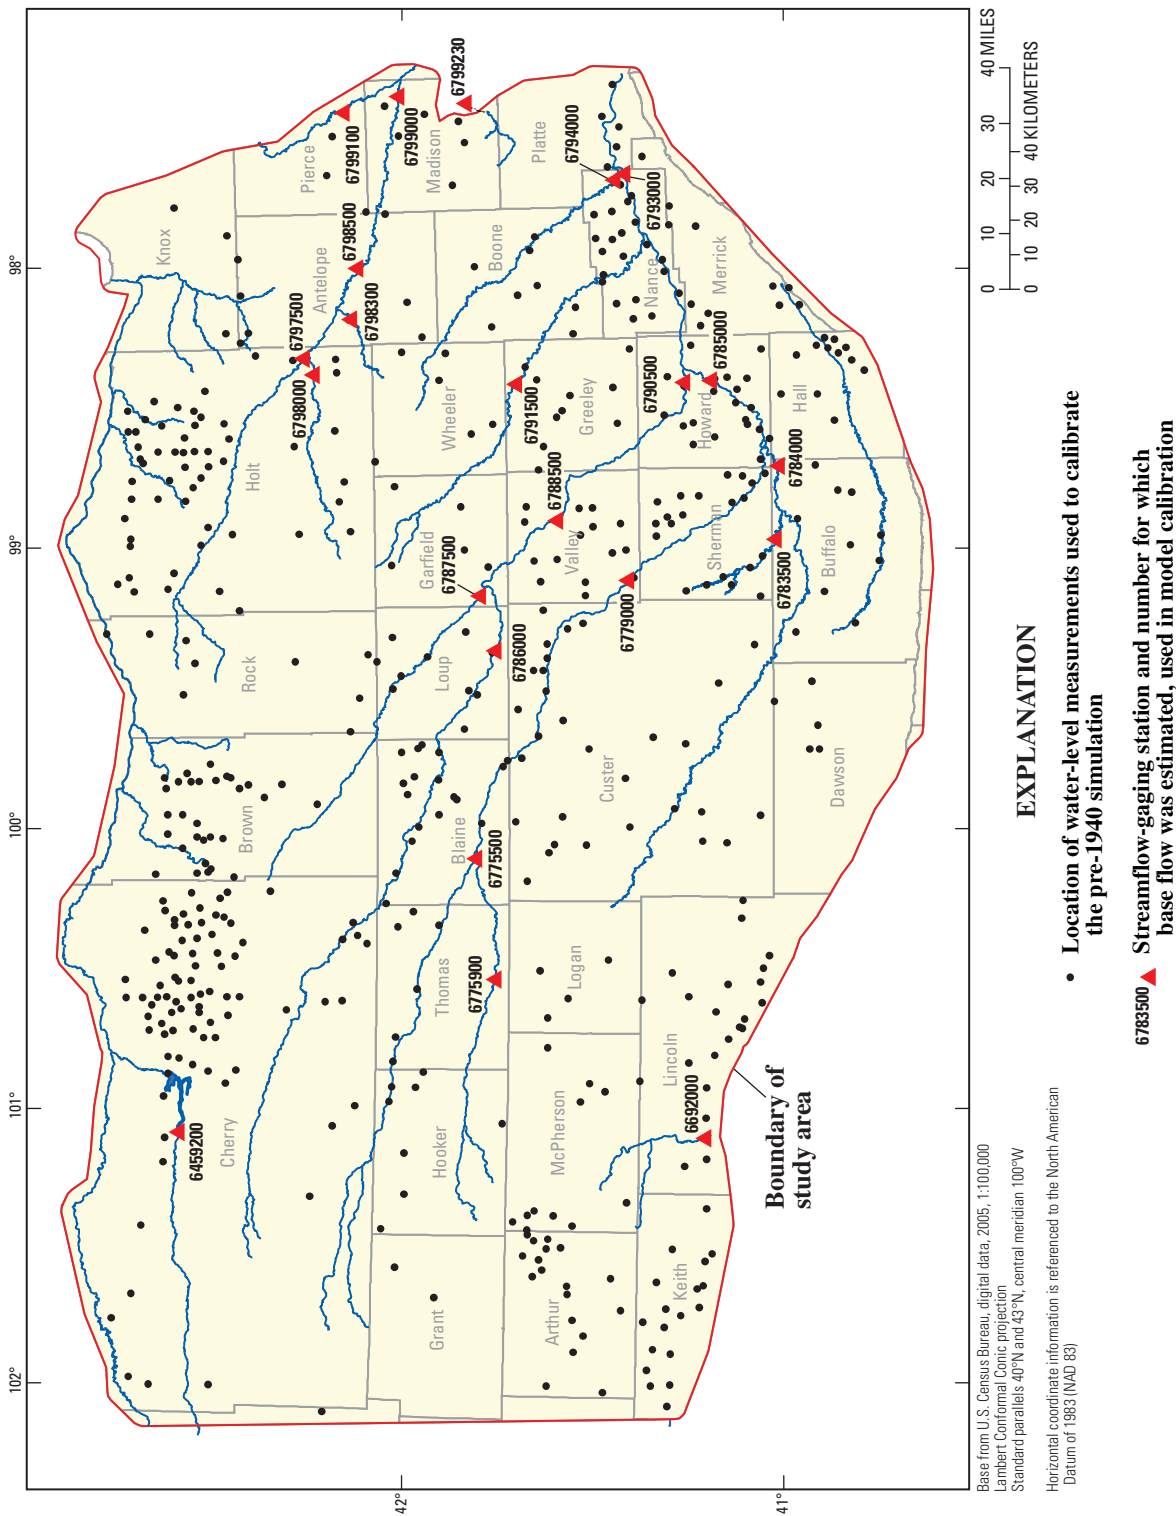 102°
101°
100°
99°
98°
42°
41°
Knox
Pierce
6799100
6799000
6799230
Madison
Platte
6794000
6793000
Antelope
6798500
6798300
6797500
6798000
Boone
Nance
Merrick
Holt
Wheeler
6791500
Greeley
6790500
6785000
Howard
Hall
6784000
Garfield
6787500
6788500
Valley
Sherman
6783500
Buffalo
Rock
Loup
6786000
6779000
Brown
Blaine
6775500
Custer
Dawson
Cherry
6459200
Thomas
6775900
Logan
Hooker
McPherson
Lincoln
6692000
Grant
Arthur
Keith
Boundary of
study area
Base from U.S. Census Bureau, digital data, 2005, 1:100,000
Lambert Conformal Conic projection
Standard parallels 40°N and 43°N, central meridian 100°W
Horizontal coordinate information is referenced to the North American
Datum of 1983 (NAD 83)
0 10 20 30 40 MILES
0 10 20 30 40 KILOMETERS
EXPLANATION
Location of water-level measurements used to calibrate
the pre-1940 simulation
6783500 Streamflow-gaging station and number for which
base flow was estimated, used in model calibration